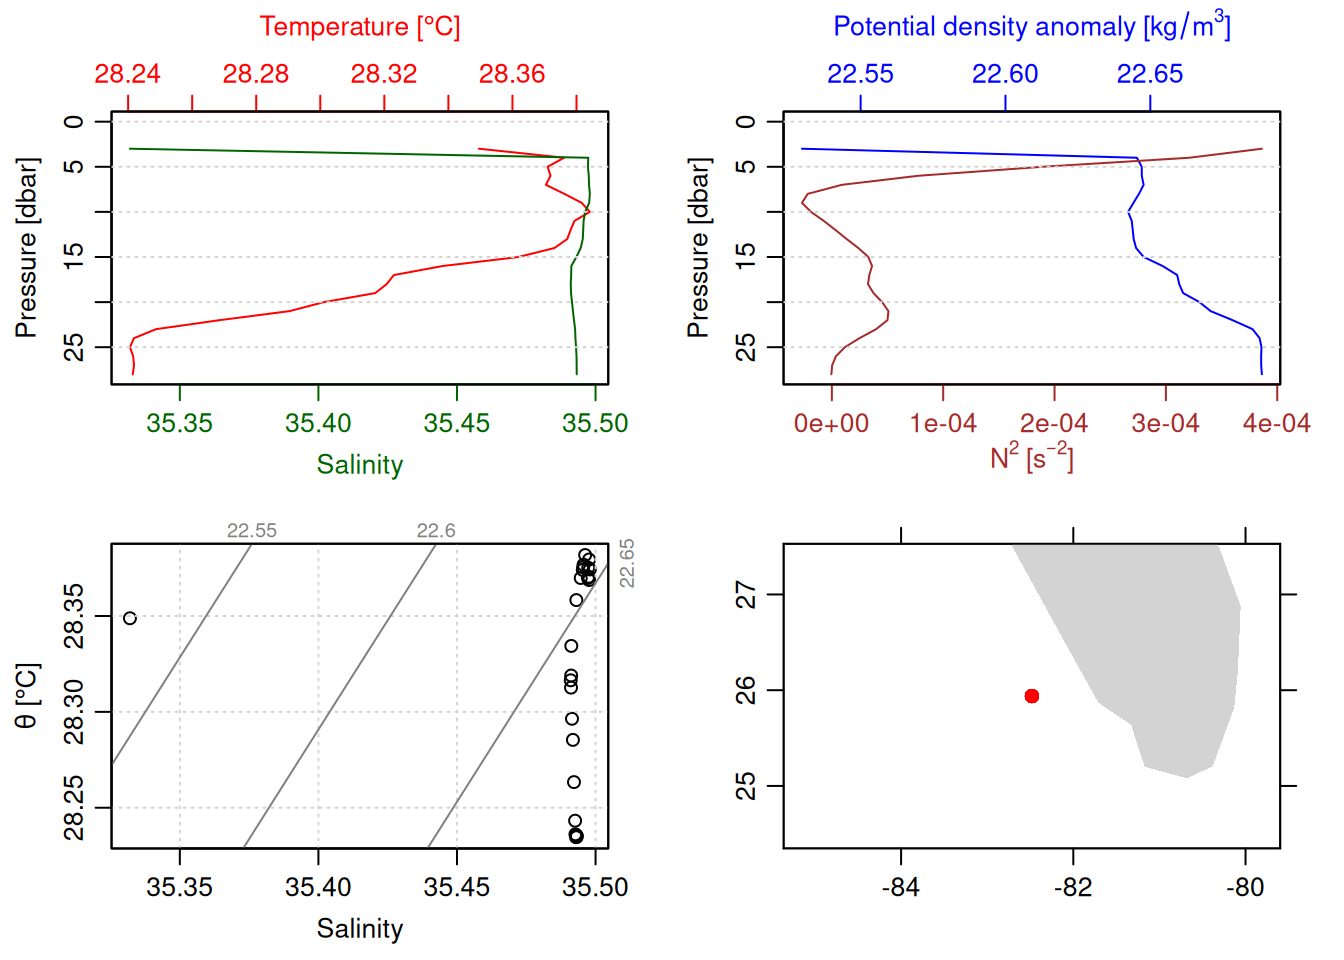 Temperature [°C]
28.24 28.28 28.32 28.36
0
5
15
25
Pressure [dbar]
35.35 35.40 35.45 35.50
Salinity
Potential density anomaly [kg/m³]
22.55 22.60 22.65
0
5
15
25
Pressure [dbar]
0e+00 1e-04 2e-04 3e-04 4e-04
N² [s⁻²]
22.55 22.6
22.65
28.35
28.30
28.25
θ [°C]
35.35 35.40 35.45 35.50
Salinity
27
26
25
-84 -82 -80